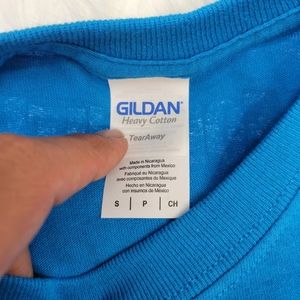 GILDAN®
Heavy Cotton
TearAway
Made in Nicaragua
with components from Mexico
Fabriqué au Nicaragua
avec composantes du Mexique
Hecho en Nicaragua
con insumos de Mexico
S | P | CH